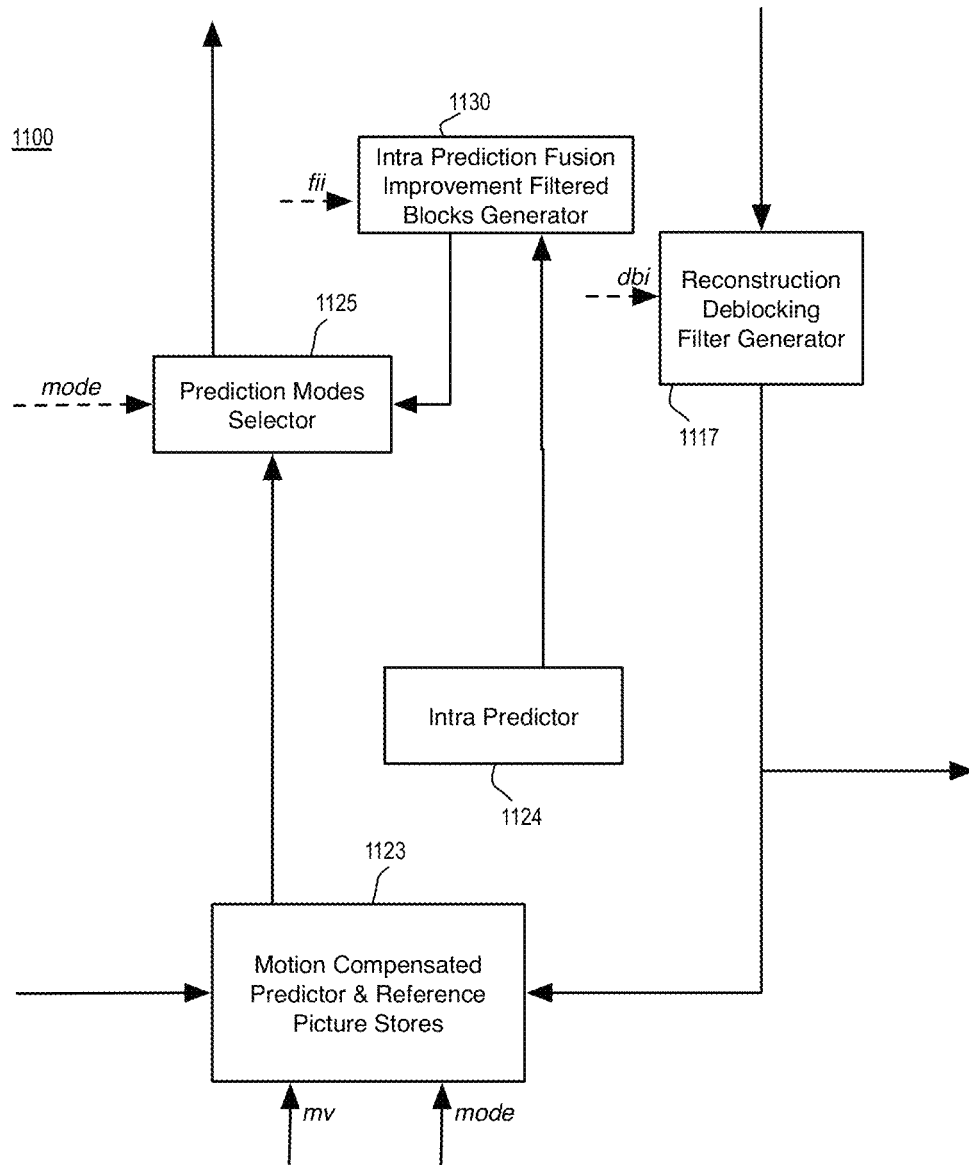 1130
1100
Intra Prediction Fusion
Improvement Filtered
Blocks Generator
fii
dbi
Reconstruction
Deblocking
Filter Generator
1125
mode
Prediction Modes
Selector
1117
Intra Predictor
1124
1123
Motion Compensated
Predictor & Reference
Picture Stores
mv
mode